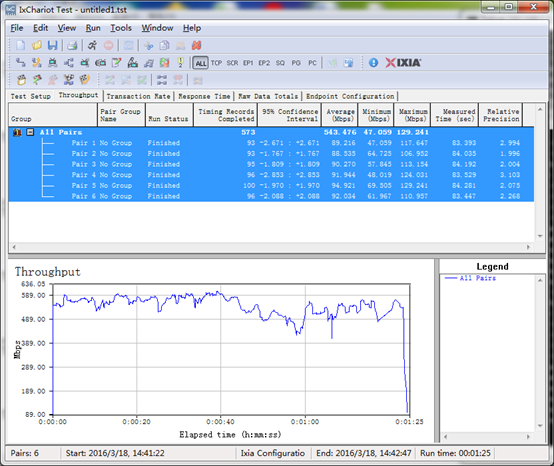 IxChariot Test - untitled1.tst
File Edit View Run Tools Window Help
ALL TCP SCR EP1 EP2 SQ PG PC IXIA
Test Setup Throughput Transaction Rate Response Time Raw Data Totals Endpoint Configuration
Group Pair Group Name Run Status Timing Records Completed 95% Confidence Interval Average (Mbps) Minimum (Mbps) Maximum (Mbps) Measured Time (sec) Relative Precision
All Pairs 573 543.476 47.059 129.241
Pair 1 No Group Finished 93 -2.671 : +2.671 89.216 47.059 117.647 83.393 2.994
Pair 2 No Group Finished 93 -1.767 : +1.767 88.535 64.725 106.952 84.035 1.996
Pair 3 No Group Finished 95 -1.809 : +1.809 90.270 57.845 113.154 84.192 2.004
Pair 4 No Group Finished 96 -2.853 : +2.853 91.944 48.019 124.031 83.529 3.103
Pair 5 No Group Finished 100 -1.970 : +1.970 94.921 69.505 129.241 84.281 2.075
Pair 6 No Group Finished 96 -2.088 : +2.088 92.034 61.967 110.957 83.447 2.268
Throughput
636.05
589.00
489.00
389.00
289.00
189.00
89.00
Mbps
0:00:00 0:00:20 0:00:40 0:01:00 0:01:25
Elapsed time (h:mm:ss)
Legend
All Pairs
Pairs: 6 Start: 2016/3/18, 14:41:22 Ixia Configuratio End: 2016/3/18, 14:42:47 Run time: 00:01:25